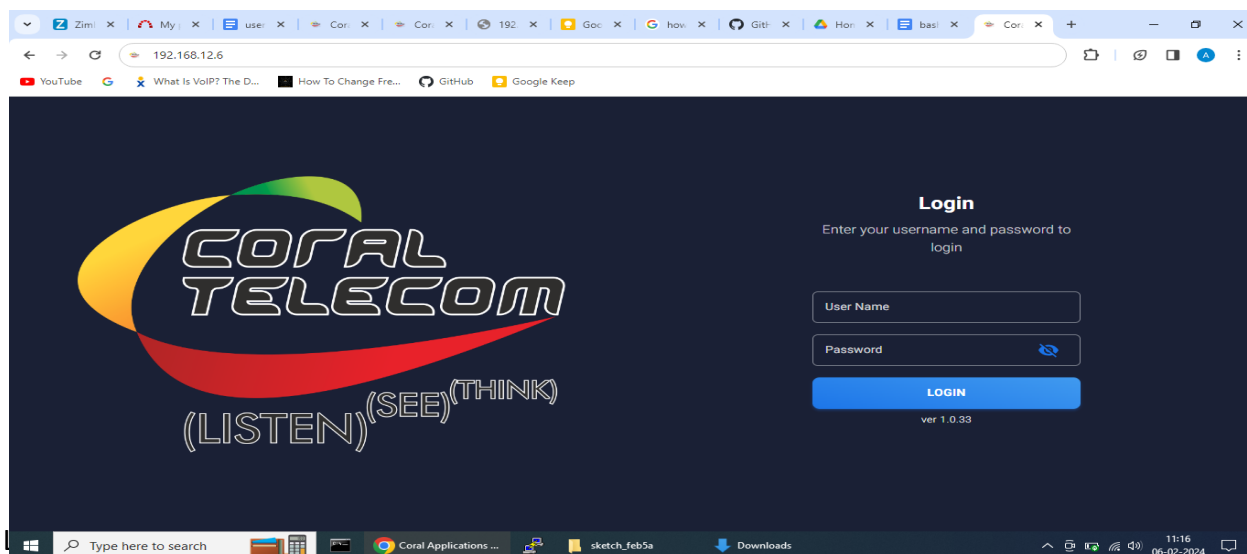 Zim
My
use
Cor
Cor
192
Goo
how
GitH
Hon
basi
Cora
192.168.12.6
A
YouTube
What Is VoIP? The D...
How To Change Fre...
GitHub
Google Keep
CORAL
TELECOM
(LISTEN)(SEE)(THINK)
Login
Enter your username and password to
login
User Name
Password
LOGIN
ver 1.0.33
Type here to search
Coral Applications ...
sketch_feb5a
Downloads
11:16
06-02-2024